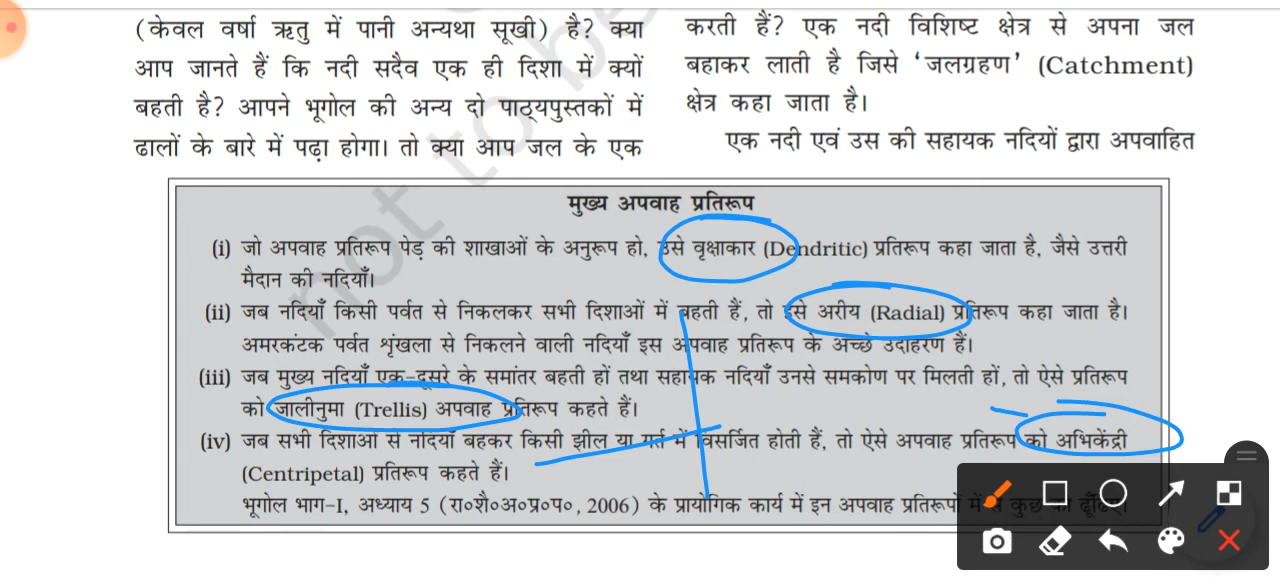 (केवल वर्षा ऋतु में पानी अन्यथा सूखी) है? क्या
आप जानते हैं कि नदी सदैव एक ही दिशा में क्यों
बहती है? आपने भूगोल की अन्य दो पाठ्यपुस्तकों में
ढालों के बारे में पढ़ा होगा। तो क्या आप जल के एक
करती हैं? एक नदी विशिष्ट क्षेत्र से अपना जल
बहाकर लाती है जिसे ‘जलग्रहण’ (Catchment)
क्षेत्र कहा जाता है।
एक नदी एवं उस की सहायक नदियों द्वारा अपवाहित
not to be
मुख्य अपवाह प्रतिरूप
(i) जो अपवाह प्रतिरूप पेड़ की शाखाओं के अनुरूप हो, उसे वृक्षाकार (Dendritic) प्रतिरूप कहा जाता है, जैसे उत्तरी
मैदान की नदियाँ।
(ii) जब नदियाँ किसी पर्वत से निकलकर सभी दिशाओं में बहती हैं, तो इसे अरीय (Radial) प्रतिरूप कहा जाता है।
अमरकंटक पर्वत शृंखला से निकलने वाली नदियाँ इस अपवाह प्रतिरूप के अच्छे उदाहरण हैं।
(iii) जब मुख्य नदियाँ एक-दूसरे के समांतर बहती हों तथा सहायक नदियाँ उनसे समकोण पर मिलती हों, तो ऐसे प्रतिरूप
को जालीनुमा (Trellis) अपवाह प्रतिरूप कहते हैं।
(iv) जब सभी दिशाओं से नदियाँ बहकर किसी झील या गर्त में विसर्जित होती हैं, तो ऐसे अपवाह प्रतिरूप को अभिकेंद्री
(Centripetal) प्रतिरूप कहते हैं।
भूगोल भाग-I, अध्याय 5 (रा०शै०अ०प्र०प०, 2006) के प्रायोगिक कार्य में इन अपवाह प्रतिरूपों में से कुछ